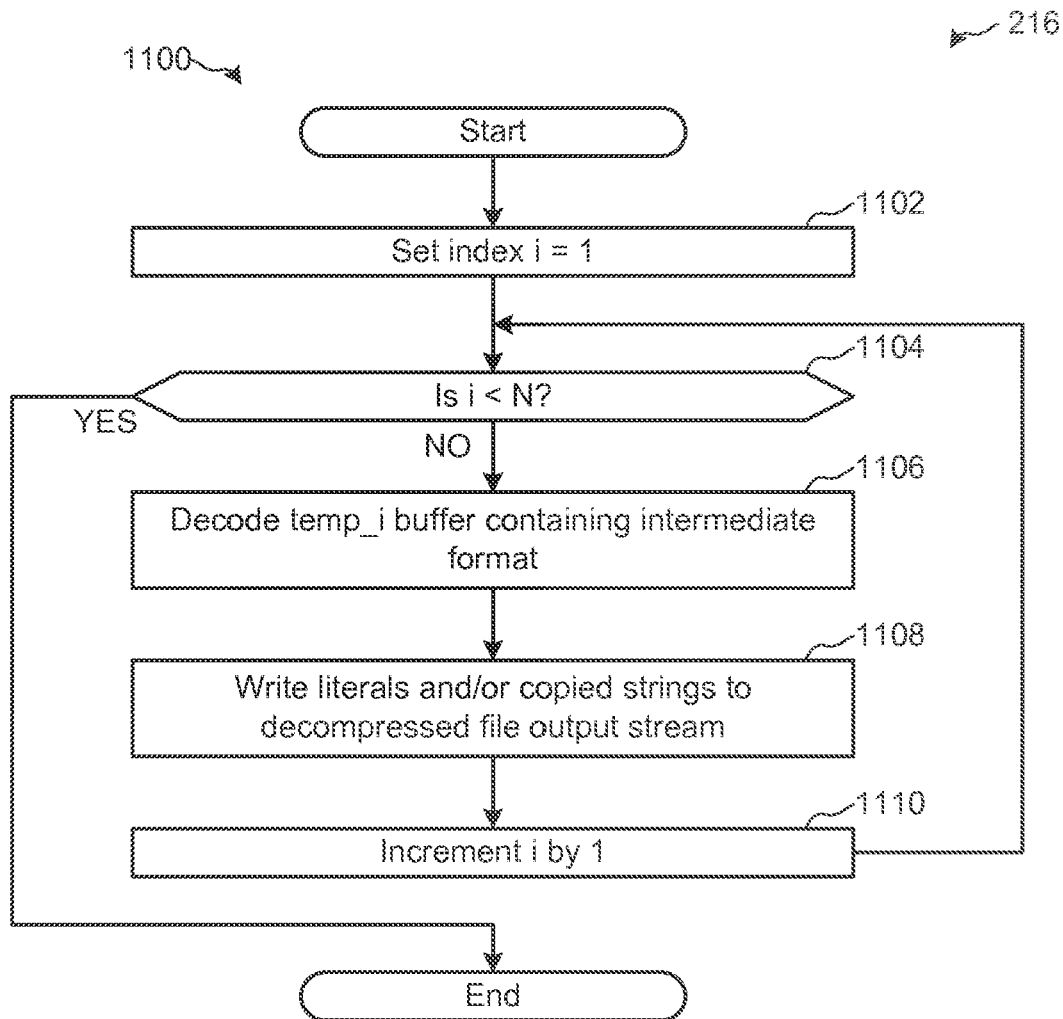 216
1100
Start
1102
Set index i = 1
1104
Is i < N?
YES
NO
1106
Decode temp_i buffer containing intermediate
format
1108
Write literals and/or copied strings to
decompressed file output stream
1110
Increment i by 1
End